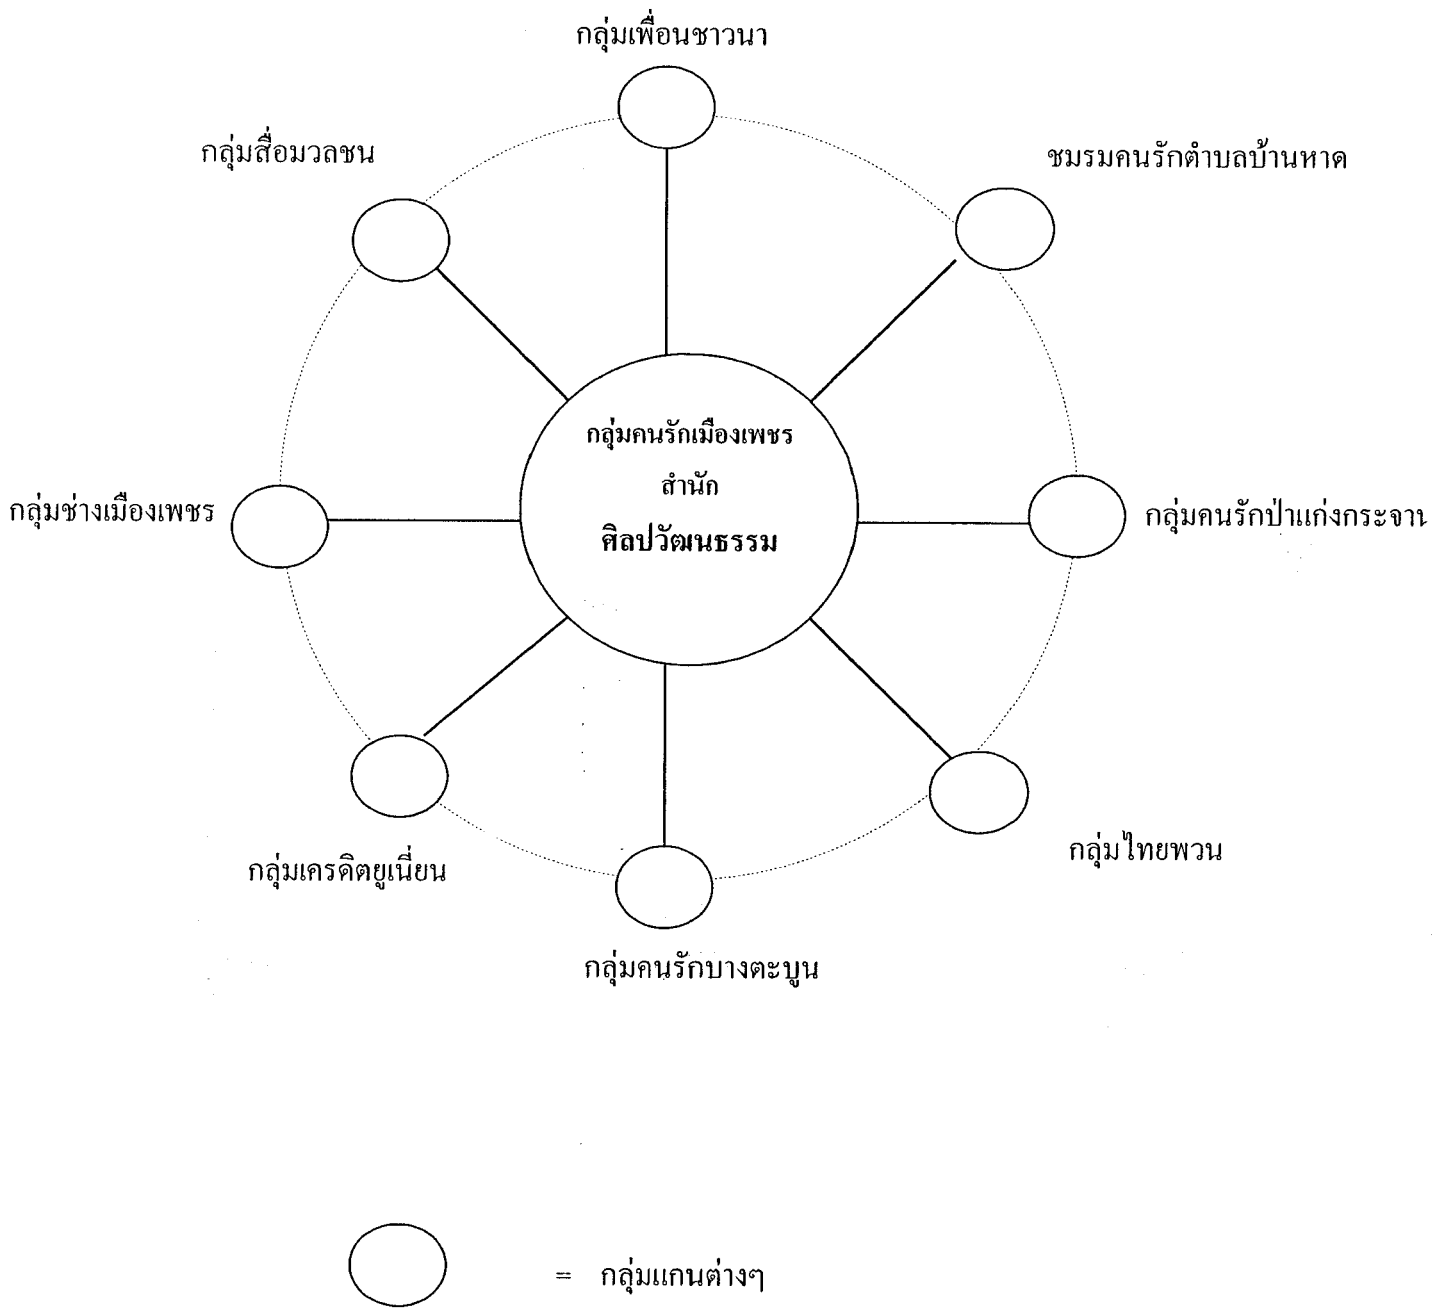 กลุ่มเพื่อนชาวนา
กลุ่มสื่อมวลชน
ชมรมคนรักตำบลบ้านหาด
กลุ่มคนรักเมืองเพชร
สำนัก
ศิลปวัฒนธรรม
กลุ่มช่างเมืองเพชร
กลุ่มคนรักป่าแก่งกระจาน
กลุ่มไทยพวน
กลุ่มเครดิตยูเนี่ยน
กลุ่มคนรักบางตะบูน
= กลุ่มแกนต่างๆ